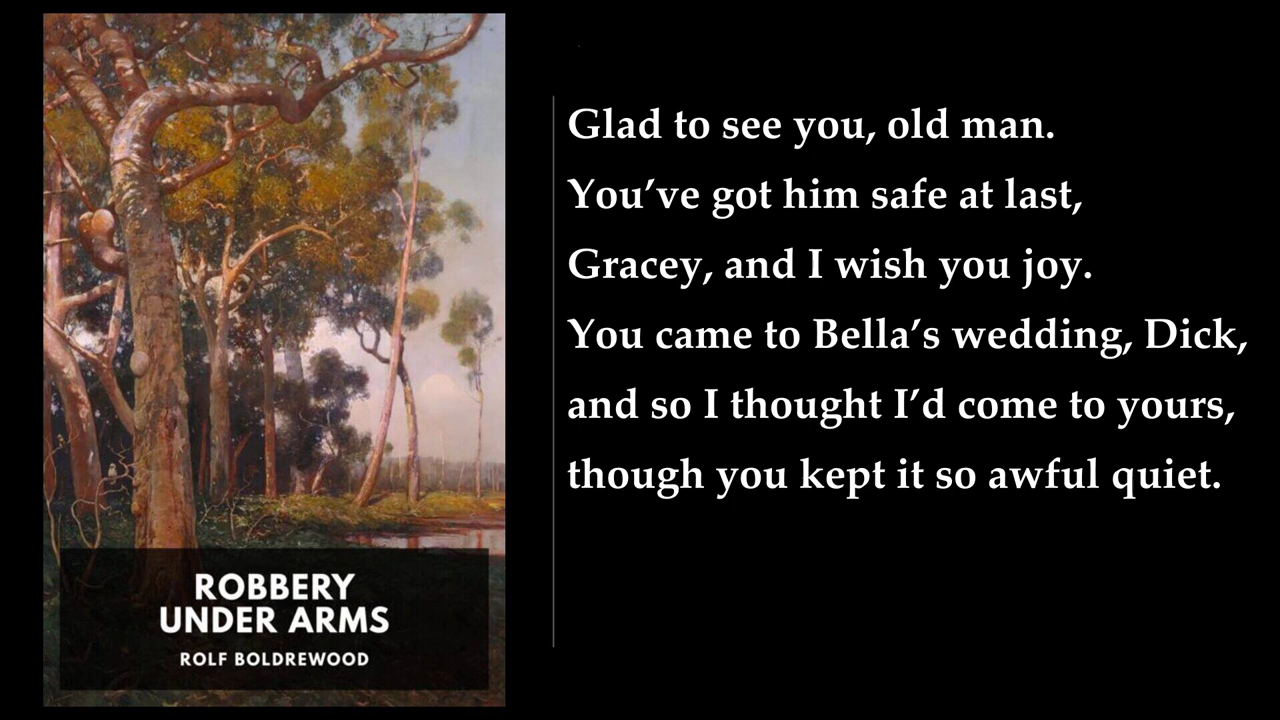 Glad to see you, old man.
You’ve got him safe at last,
Gracey, and I wish you joy.
You came to Bella’s wedding, Dick,
and so I thought I’d come to yours,
though you kept it so awful quiet.
ROBBERY
UNDER ARMS
ROLF BOLDREWOOD